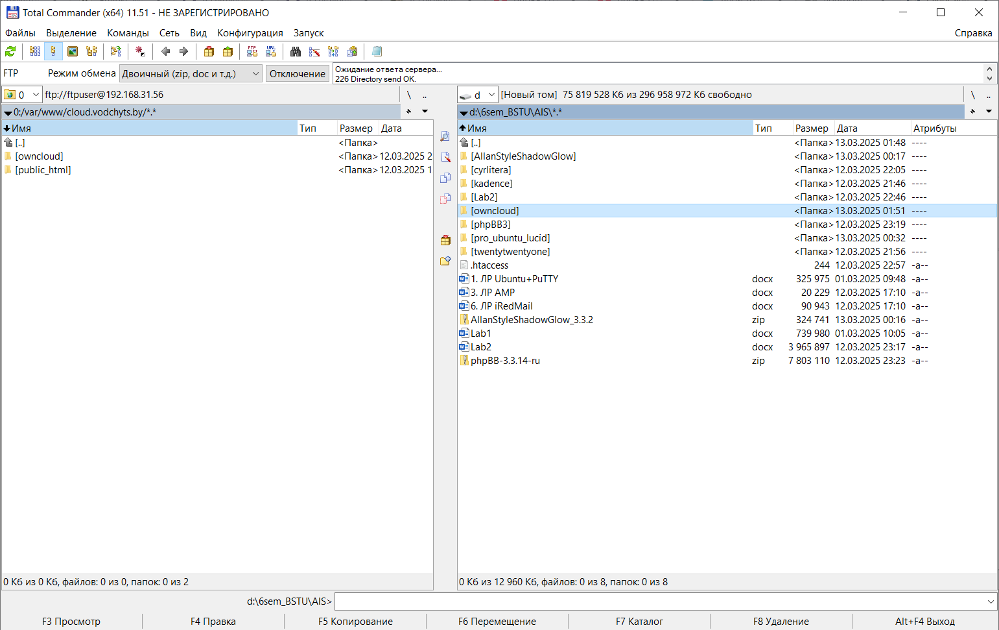 Total Commander (x64) 11.51 - НЕ ЗАРЕГИСТРИРОВАНО
Файлы Выделение Команды Сеть Вид Конфигурация Запуск Справка
FTP URL
FTP Режим обмена Двоичный (zip, doc и т.д.) Отключение
Ожидание ответа сервера...
226 Directory send OK.
0 ftp://ftpuser@192.168.31.56 \ ..
0:/var/www/cloud.vodchyts.by/*.* *
Имя Тип Размер Дата
[..] <Папка>
[owncloud] <Папка> 12.03.2025 2
[public_html] <Папка> 12.03.2025 1
0 Кб из 0 Кб, файлов: 0 из 0, папок: 0 из 2
d [Новый том] 75 819 528 Кб из 296 958 972 Кб свободно \ ..
d:\6sem_BSTU\AIS\*.* *
Имя Тип Размер Дата Атрибуты
[..] <Папка> 13.03.2025 01:48 ----
[AllanStyleShadowGlow] <Папка> 13.03.2025 00:17 ----
[cyrlitera] <Папка> 12.03.2025 22:05 ----
[kadence] <Папка> 12.03.2025 21:46 ----
[Lab2] <Папка> 12.03.2025 22:46 ----
[owncloud] <Папка> 13.03.2025 01:51 ----
[phpBB3] <Папка> 12.03.2025 23:19 ----
[pro_ubuntu_lucid] <Папка> 13.03.2025 00:32 ----
[twentytwentyone] <Папка> 12.03.2025 21:56 ----
.htaccess 244 12.03.2025 22:57 -a--
1. ЛР Ubuntu+PuTTY docx 325 975 01.03.2025 09:48 -a--
3. ЛР AMP docx 20 229 12.03.2025 17:10 -a--
6. ЛР iRedMail docx 90 943 12.03.2025 17:10 -a--
AllanStyleShadowGlow_3.3.2 zip 324 741 13.03.2025 00:16 -a--
Lab1 docx 739 980 01.03.2025 10:05 -a--
Lab2 docx 3 965 897 12.03.2025 23:17 -a--
phpBB-3.3.14-ru zip 7 803 110 12.03.2025 23:23 -a--
0 Кб из 12 960 Кб, файлов: 0 из 8, папок: 0 из 8
d:\6sem_BSTU\AIS>
F3 Просмотр F4 Правка F5 Копирование F6 Перемещение F7 Каталог F8 Удаление Alt+F4 Выход